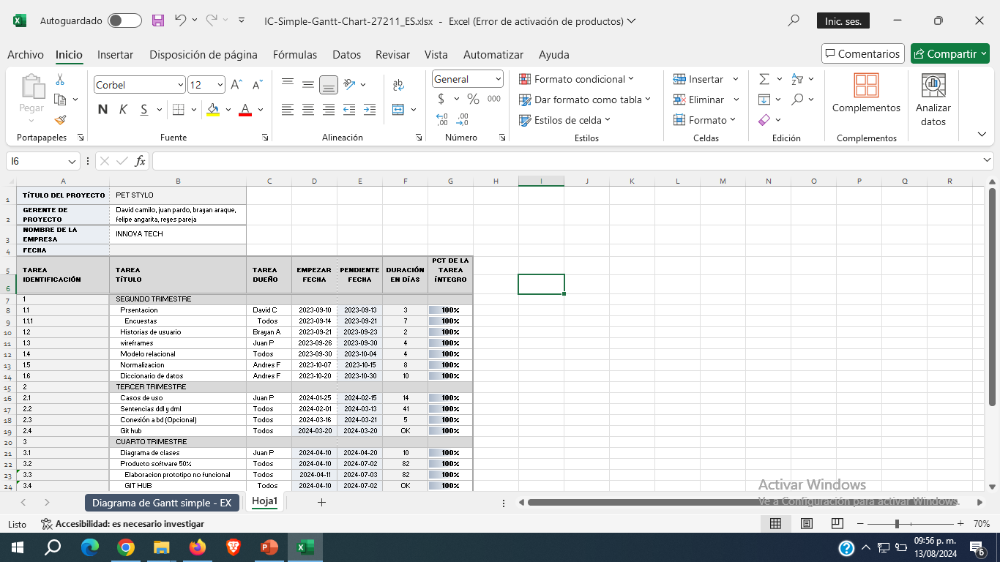 Autoguardado
IC-Simple-Gantt-Chart-27211_ES.xlsx - Excel (Error de activación de productos)
Inic. ses.
Archivo Inicio Insertar Disposición de página Fórmulas Datos Revisar Vista Automatizar Ayuda
Comentarios Compartir
Pegar
Portapapeles
Corbel 12
N K S A
Fuente
ab
Alineación
General
$ % 000
Número
Formato condicional
Dar formato como tabla
Estilos de celda
Estilos
Insertar
Eliminar
Formato
Celdas
Edición
Complementos
Complementos
Analizar
datos
I6
fx
A B C D E F G H I J K L M N O P Q R
1 TÍTULO DEL PROYECTO PET STYLO
2 GERENTE DE PROYECTO David camilo, juan pardo, brayan araque,
felipe angarita, reyes pareja
3 NOMBRE DE LA EMPRESA INNOVA TECH
4 FECHA
5 TAREA TAREA TAREA EMPEZAR PENDIENTE DURACIÓN PCT DE LA TAREA
6 IDENTIFICACIÓN TÍTULO DUEÑO FECHA FECHA EN DÍAS ÍNTEGRO
7 1 SEGUNDO TRIMESTRE
8 1.1 Prsentacion David C 2023-09-10 2023-09-13 3 100%
9 1.1.1 Encuestas Todos 2023-09-14 2023-09-21 7 100%
10 1.2 Historias de usuario Brayan A 2023-09-21 2023-09-23 2 100%
11 1.3 wireframes Juan P 2023-09-26 2023-09-30 4 100%
12 1.4 Modelo relacional Todos 2023-09-30 2023-10-04 4 100%
13 1.5 Normalizacion Andres F 2023-10-07 2023-10-15 8 100%
14 1.6 Diccionario de datos Andres F 2023-10-20 2023-10-30 10 100%
15 2 TERCER TRIMESTRE
16 2.1 Casos de uso Juan P 2024-01-25 2024-02-15 14 100%
17 2.2 Sentencias ddl y dml Todos 2024-02-01 2024-03-13 41 100%
18 2.3 Conexión a bd (Opcional) Todos 2024-03-16 2024-03-21 5 100%
19 2.4 Git hub Todos 2024-03-20 2024-03-20 OK 100%
20 3 CUARTO TRIMESTRE
21 3.1 Diagrama de clases Juan P 2024-04-10 2024-04-20 10 100%
22 3.2 Producto software 50% Todos 2024-04-10 2024-07-02 82 100%
23 3.3 Elaboracion prototipo no funcional Todos 2024-04-11 2024-07-03 82 100%
24 3.4 GIT HUB Todos 2024-04-10 2024-07-02 OK 100%
Activar Windows
Ve a Configuración para activar Windows.
Diagrama de Gantt simple - EX Hoja1
Listo Accesibilidad: es necesario investigar 70%
09:56 p. m.
13/08/2024
6